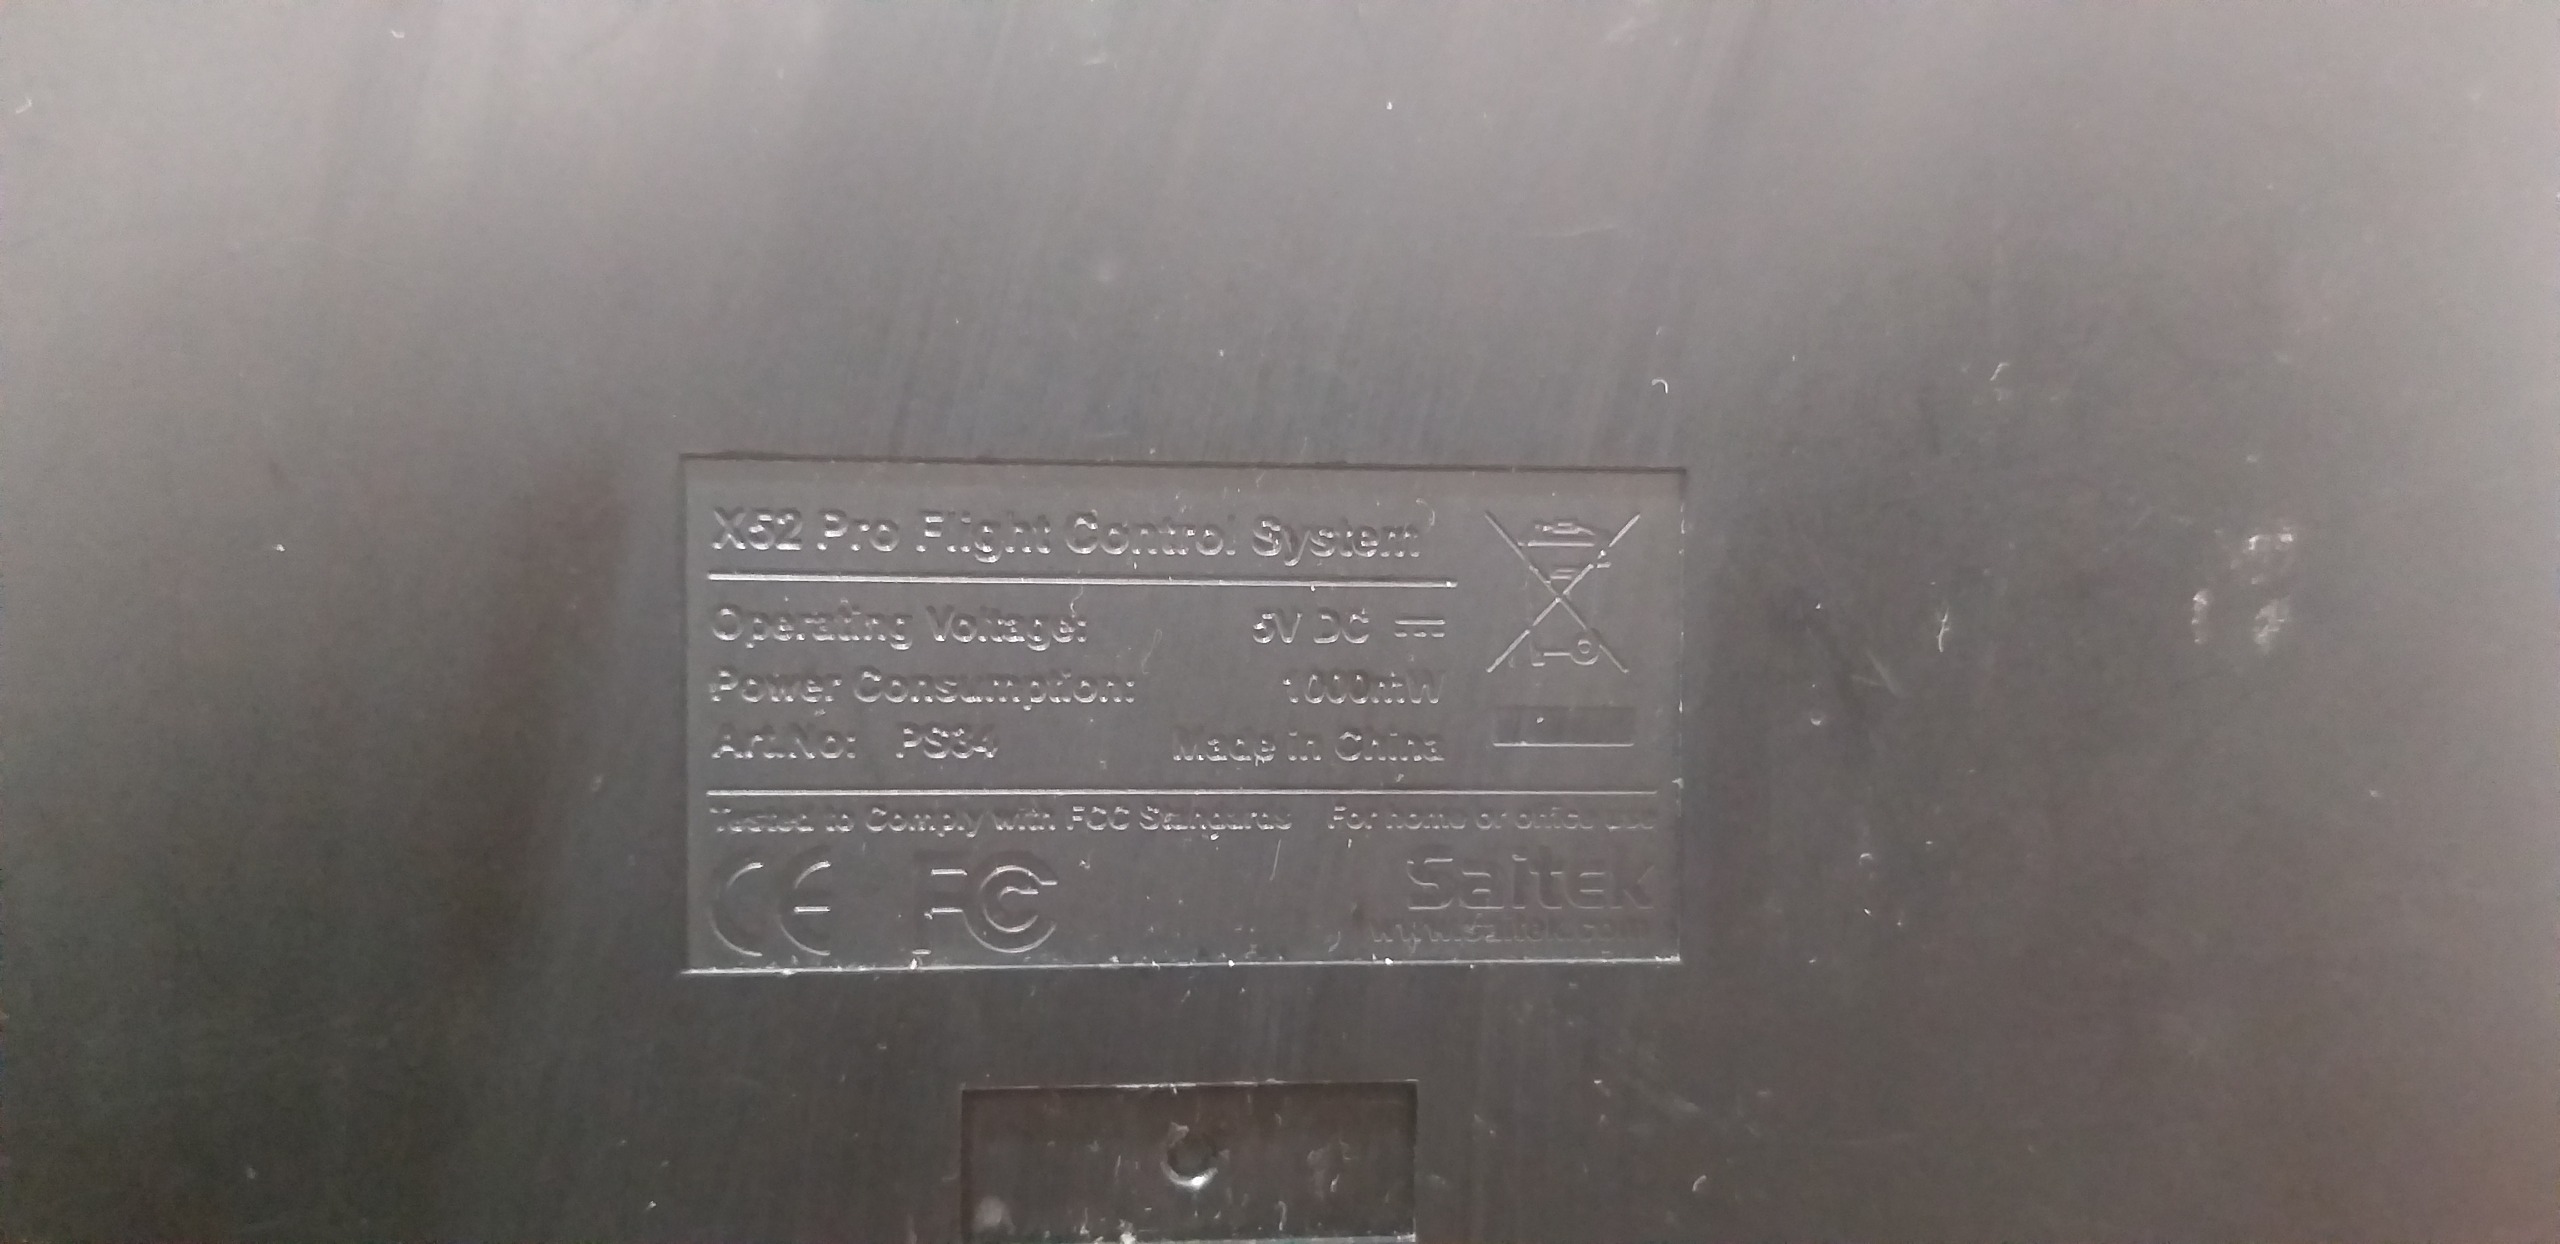 X52 Pro Flight Control System
Operating Voltage: 5V DC
Power Consumption: 1000mW
Art.No: PS34 Made in China
Tested to Comply with FCC Standards For home or office use
CE FC Saitek
www.saitek.com